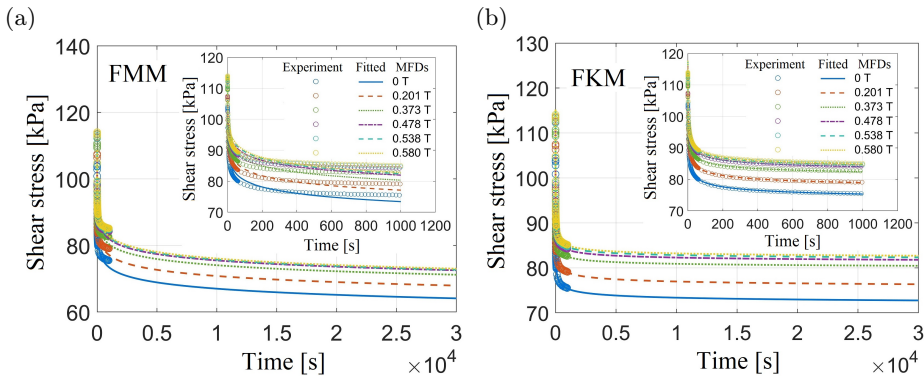 (a)
FMM
Shear stress [kPa]
140
120
100
80
60
0 0.5 1 1.5 2 2.5 3
×10⁴
Time [s]
Shear stress [kPa]
120
110
100
90
80
70
0 200 400 600 800 1000 1200
Time [s]
Experiment Fitted MFDs
0 T
0.201 T
0.373 T
0.478 T
0.538 T
0.580 T
(b)
FKM
Shear stress [kPa]
130
120
110
100
90
80
70
0 0.5 1 1.5 2 2.5 3
×10⁴
Time [s]
Shear stress [kPa]
120
110
100
90
80
70
0 200 400 600 800 1000 1200
Time [s]
Experiment Fitted MFDs
0 T
0.201 T
0.373 T
0.478 T
0.538 T
0.580 T